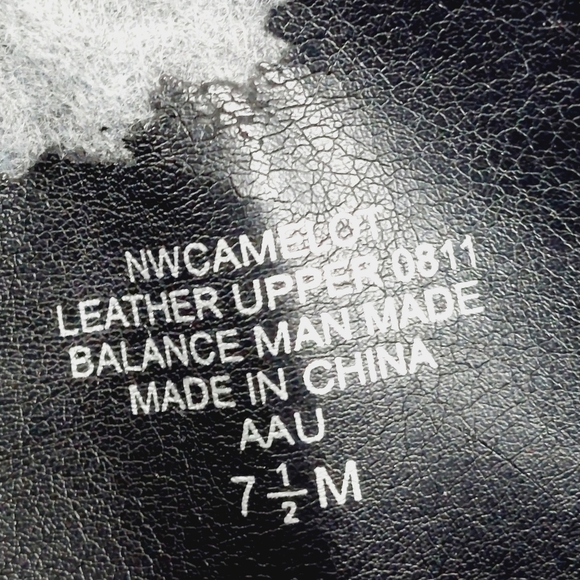 NWCAMELOT
LEATHER UPPER 0811
BALANCE MAN MADE
MADE IN CHINA
AAU
7 1/2 M